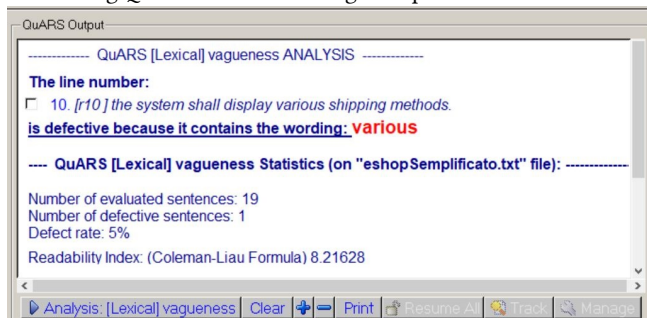 QuARS Output
------------- QuARS [Lexical] vagueness ANALYSIS -------------
The line number:
10. [r10 ] the system shall display various shipping methods.
is defective because it contains the wording: various
---- QuARS [Lexical] vagueness Statistics (on "eshopSemplificato.txt" file): -------------
Number of evaluated sentences: 19
Number of defective sentences: 1
Defect rate: 5%
Readability Index: (Coleman-Liau Formula) 8.21628
Analysis: [Lexical] vagueness Clear Print Resume All Track Manage